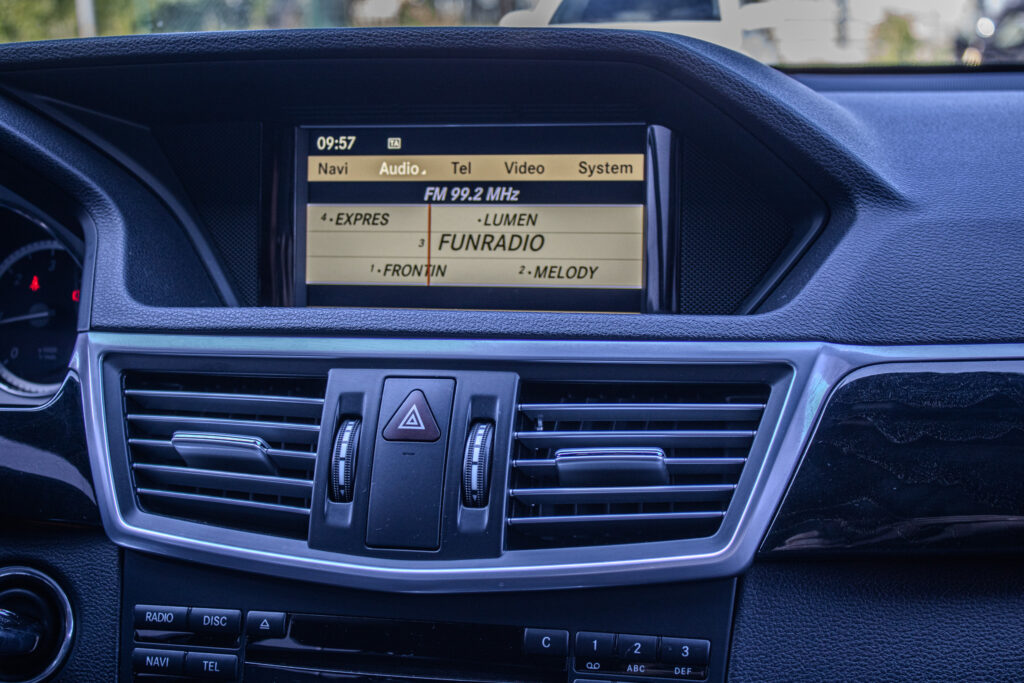 09:57 TA
Navi Audio Tel Video System
FM 99.2 MHz
4 • EXPRES • LUMEN
3 FUNRADIO
1 • FRONTIN 2 • MELODY
RADIO DISC C 1 2 3
ABC DEF
NAVI TEL
0